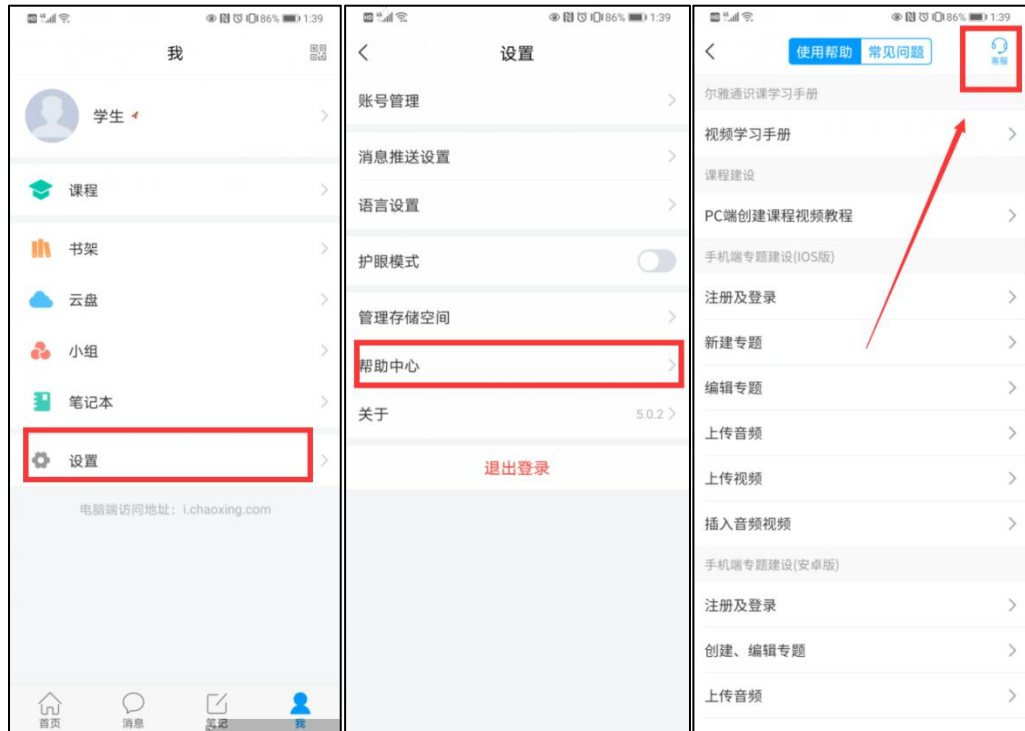 86% 1:39
我
学生
课程
书架
云盘
小组
笔记本
设置
电脑端访问地址：i.chaoxing.com
首页
消息
笔记
我
86% 1:39
设置
账号管理
消息推送设置
语言设置
护眼模式
管理存储空间
帮助中心
关于 5.0.2
退出登录
86% 1:39
使用帮助 常见问题
客服
尔雅通识课学习手册
视频学习手册
课程建设
PC端创建课程视频教程
手机端专题建设(IOS版)
注册及登录
新建专题
编辑专题
上传音频
上传视频
插入音频视频
手机端专题建设(安卓版)
注册及登录
创建、编辑专题
上传音频